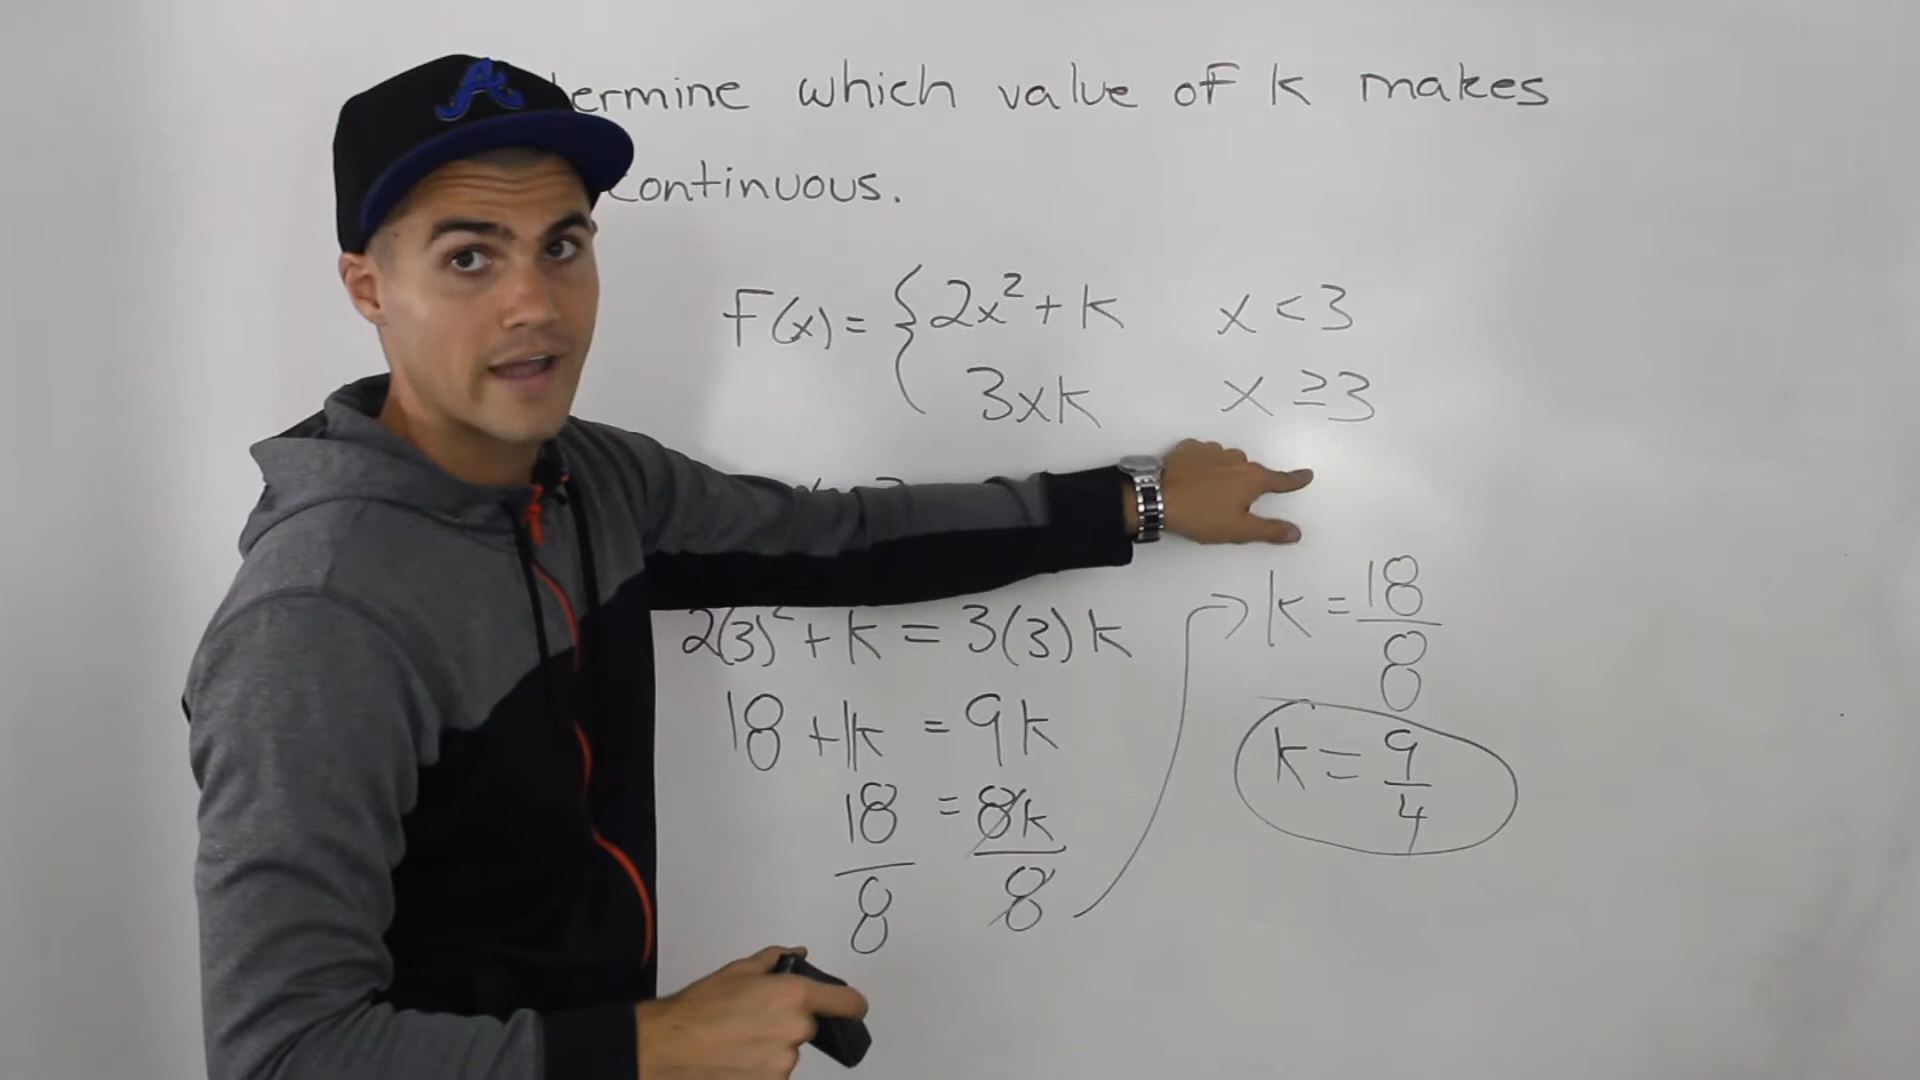 ermine which value of k makes
continuous.
F(x) = { 2x² + k    x < 3
3xk    x ≥ 3
2(3)² + k = 3(3)k
18 + k = 9k
18/8 = 8k/8
k = 18/8
k = 9/4
A